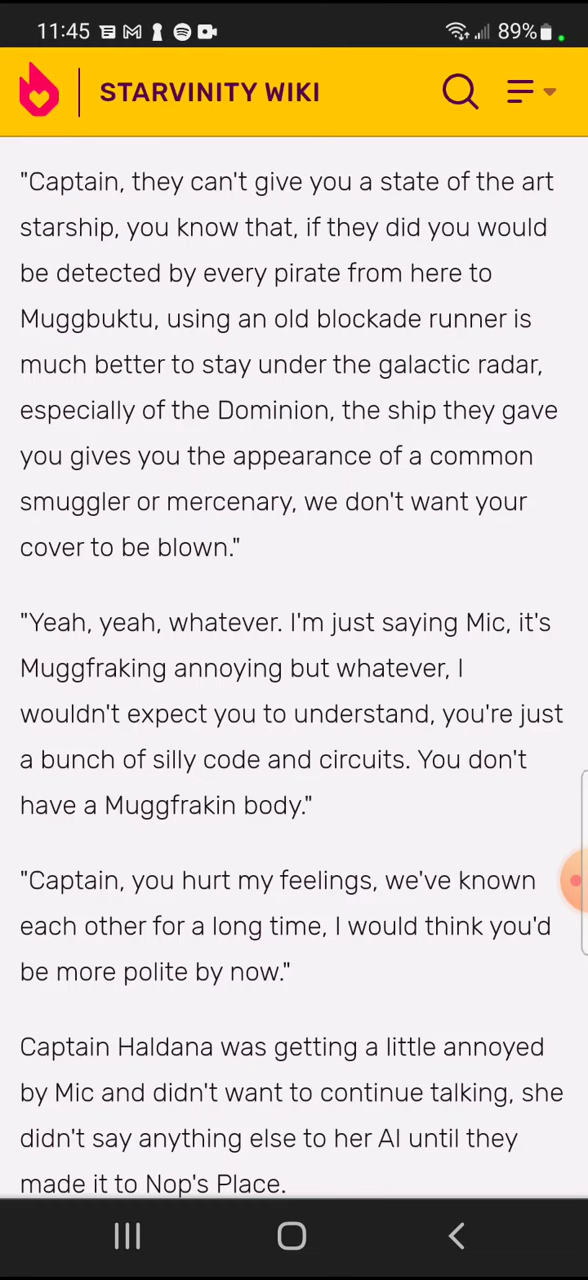 11:45
89%
STARVINITY WIKI
"Captain, they can't give you a state of the art
starship, you know that, if they did you would
be detected by every pirate from here to
Muggbuktu, using an old blockade runner is
much better to stay under the galactic radar,
especially of the Dominion, the ship they gave
you gives you the appearance of a common
smuggler or mercenary, we don't want your
cover to be blown."
"Yeah, yeah, whatever. I'm just saying Mic, it's
Muggfraking annoying but whatever, I
wouldn't expect you to understand, you're just
a bunch of silly code and circuits. You don't
have a Muggfrakin body."
"Captain, you hurt my feelings, we've known
each other for a long time, I would think you'd
be more polite by now."
Captain Haldana was getting a little annoyed
by Mic and didn't want to continue talking, she
didn't say anything else to her AI until they
made it to Nop's Place.